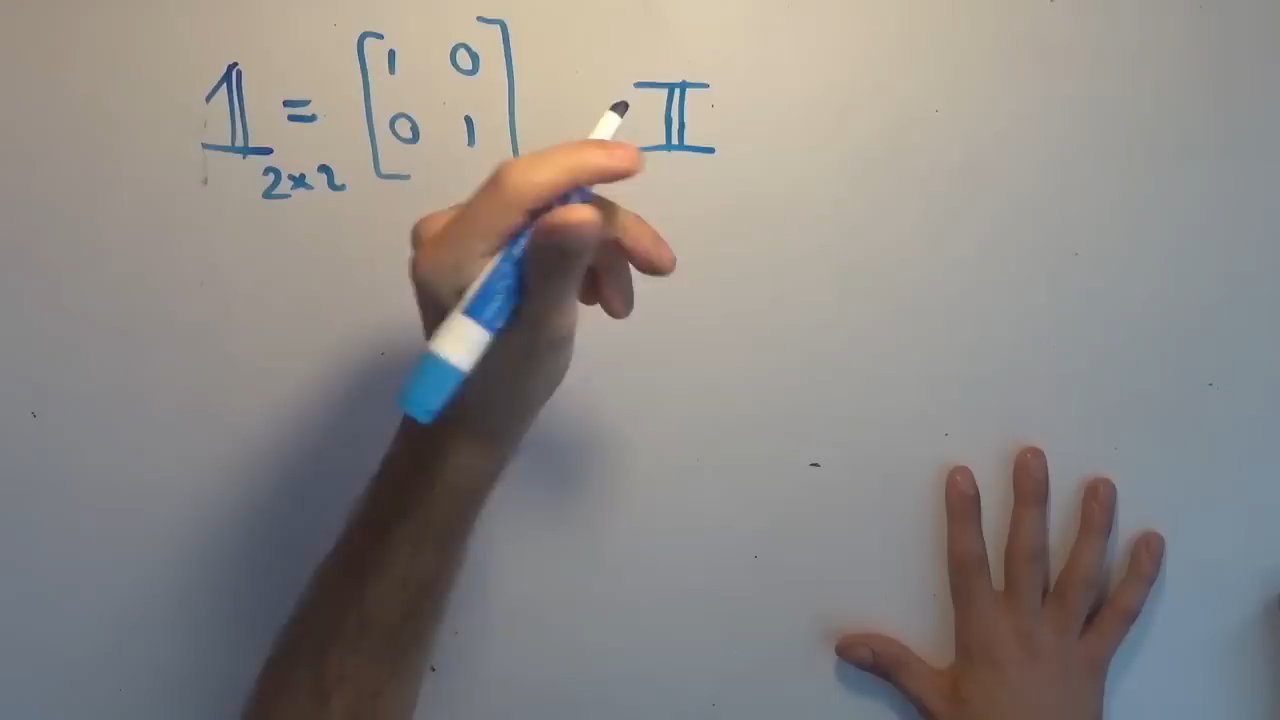 𝟙 = [1 0] 𝕀
[0 1]
2×2